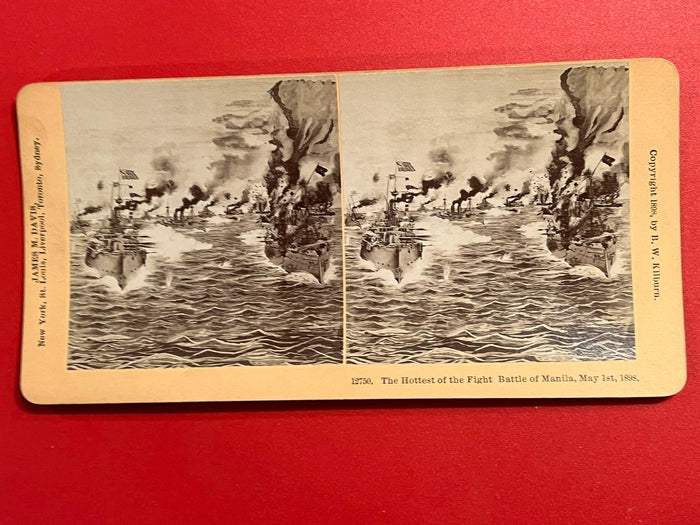 JAMES M. DAVIS,
New York, St. Louis, Liverpool, Toronto, Sydney.
12750. The Hottest of the Fight Battle of Manila, May 1st, 1898.
Copyright 1898, by B. W. Kilburn.